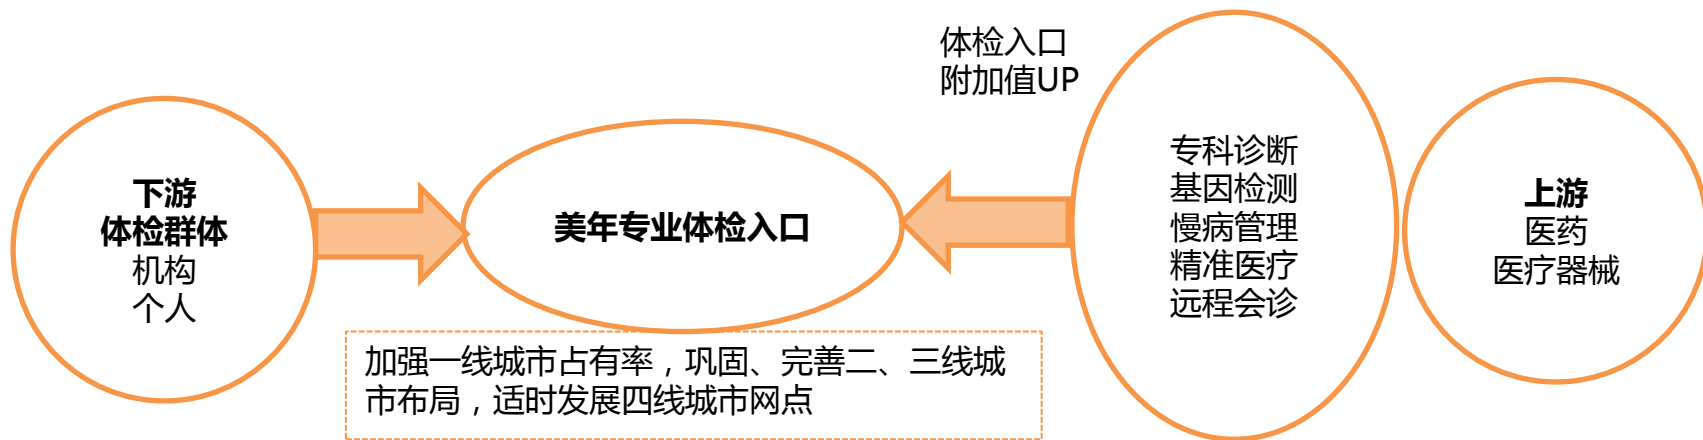 下游
体检群体
机构
个人
美年专业体检入口
加强一线城市占有率，巩固、完善二、三线城
市布局，适时发展四线城市网点
体检入口
附加值UP
专科诊断
基因检测
慢病管理
精准医疗
远程会诊
上游
医药
医疗器械